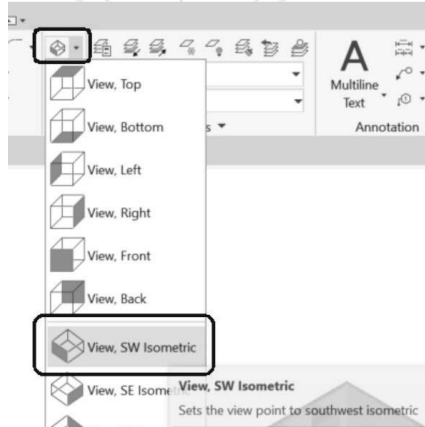 View, Top
View, Bottom
View, Left
View, Right
View, Front
View, Back
View, SW Isometric
View, SE Isome
View, SW Isometric
Sets the view point to southwest isometric
s
A
Multiline
Text
Annotation